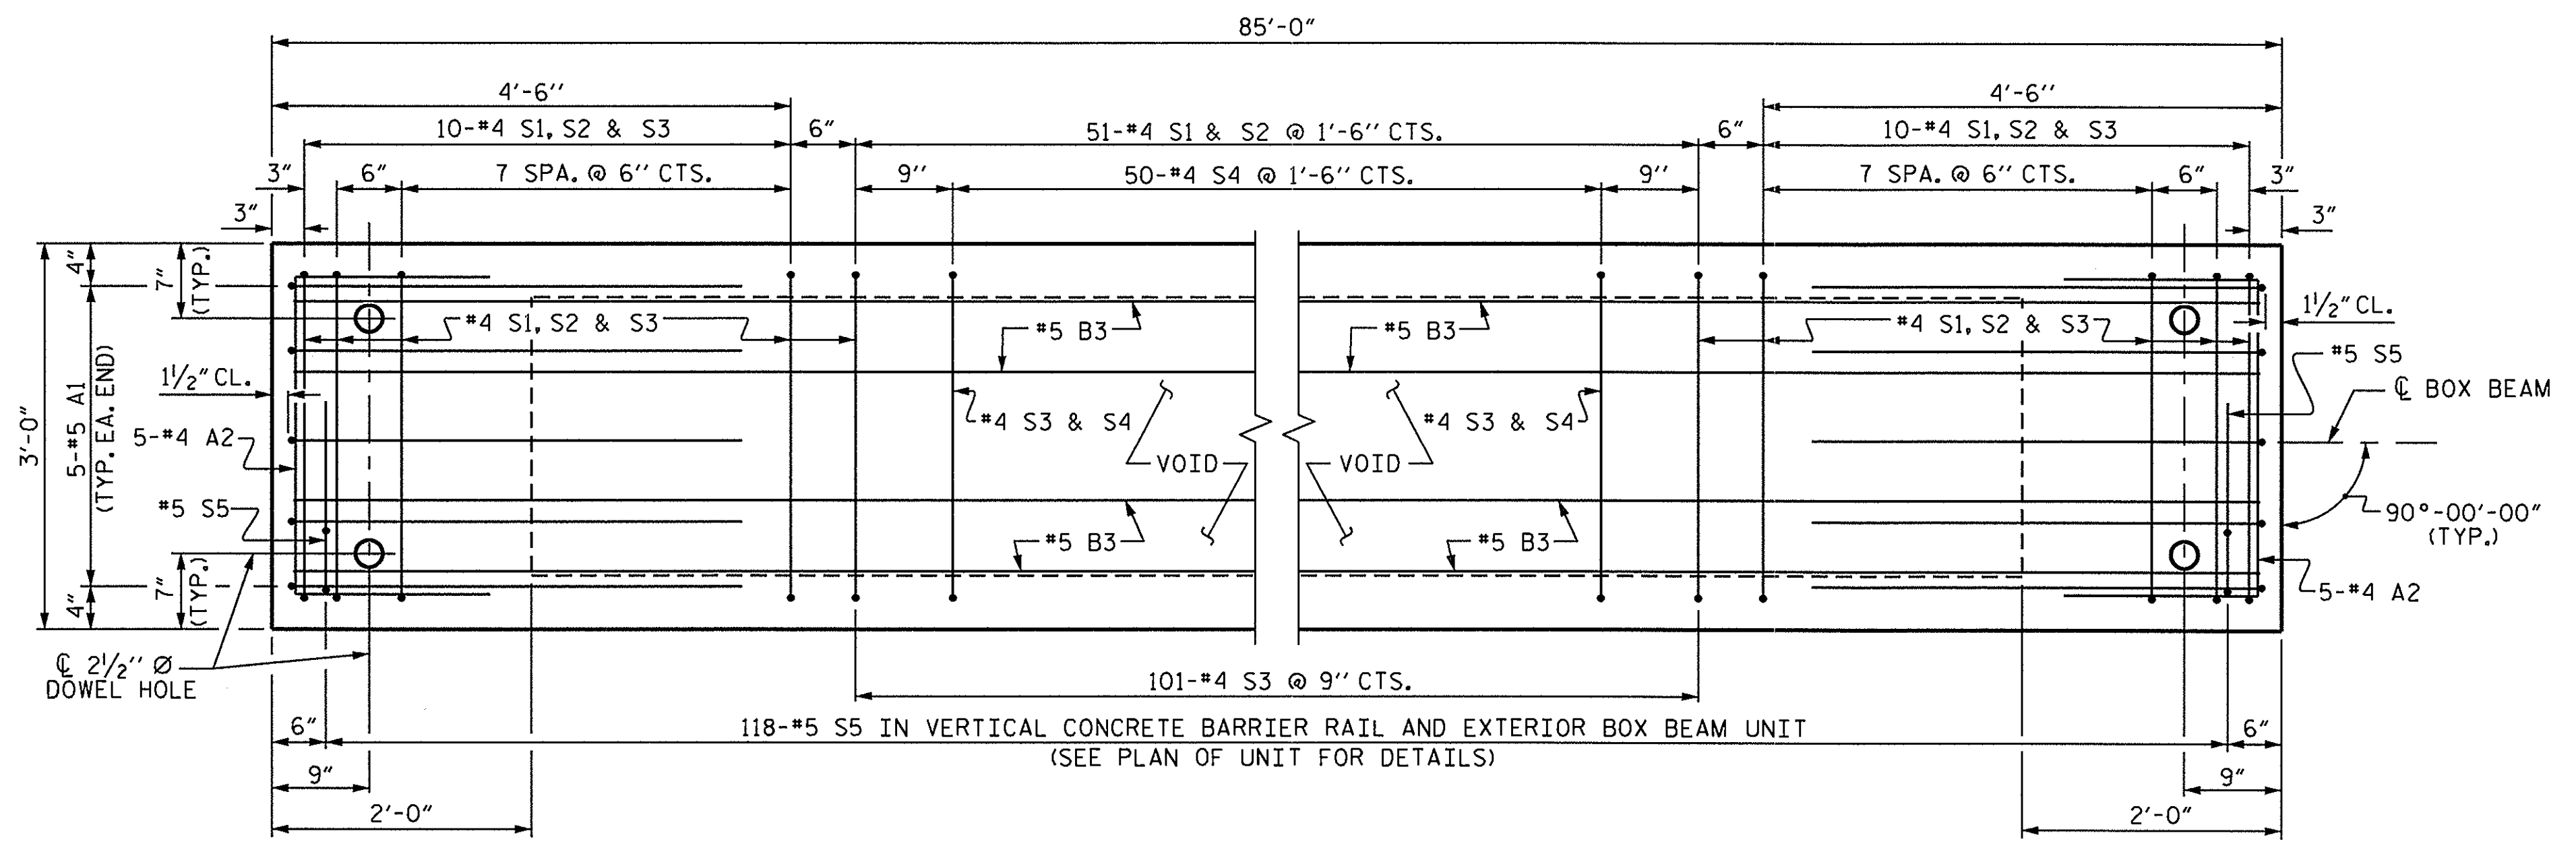 85'-0"
4'-6"
4'-6"
10-#4 S1, S2 & S3
6"
51-#4 S1 & S2 @ 1'-6" CTS.
6"
10-#4 S1, S2 & S3
3"
6"
7 SPA. @ 6" CTS.
9"
50-#4 S4 @ 1'-6" CTS.
9"
7 SPA. @ 6" CTS.
6"
3"
3"
3"
4"
7"
(TYP.)
#4 S1, S2 & S3
#5 B3
#5 B3
#4 S1, S2 & S3
1½" CL.
#5 S5
℄ BOX BEAM
3'-0"
5-#5 A1
(TYP. EA. END)
1½" CL.
5-#4 A2
#4 S3 & S4
VOID
VOID
#4 S3 & S4
#5 S5
#5 B3
#5 B3
90°-00'-00"
(TYP.)
4"
7"
(TYP.)
5-#4 A2
℄ 2½" Ø
DOWEL HOLE
101-#4 S3 @ 9" CTS.
6"
118-#5 S5 IN VERTICAL CONCRETE BARRIER RAIL AND EXTERIOR BOX BEAM UNIT
(SEE PLAN OF UNIT FOR DETAILS)
6"
9"
9"
2'-0"
2'-0"